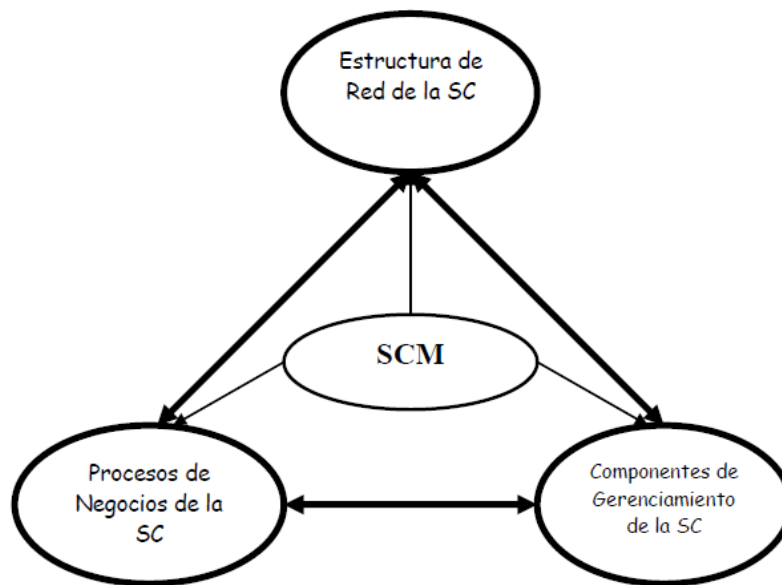 Estructura de
Red de la SC
SCM
Procesos de
Negocios de la
SC
Componentes de
Gerenciamiento
de la SC